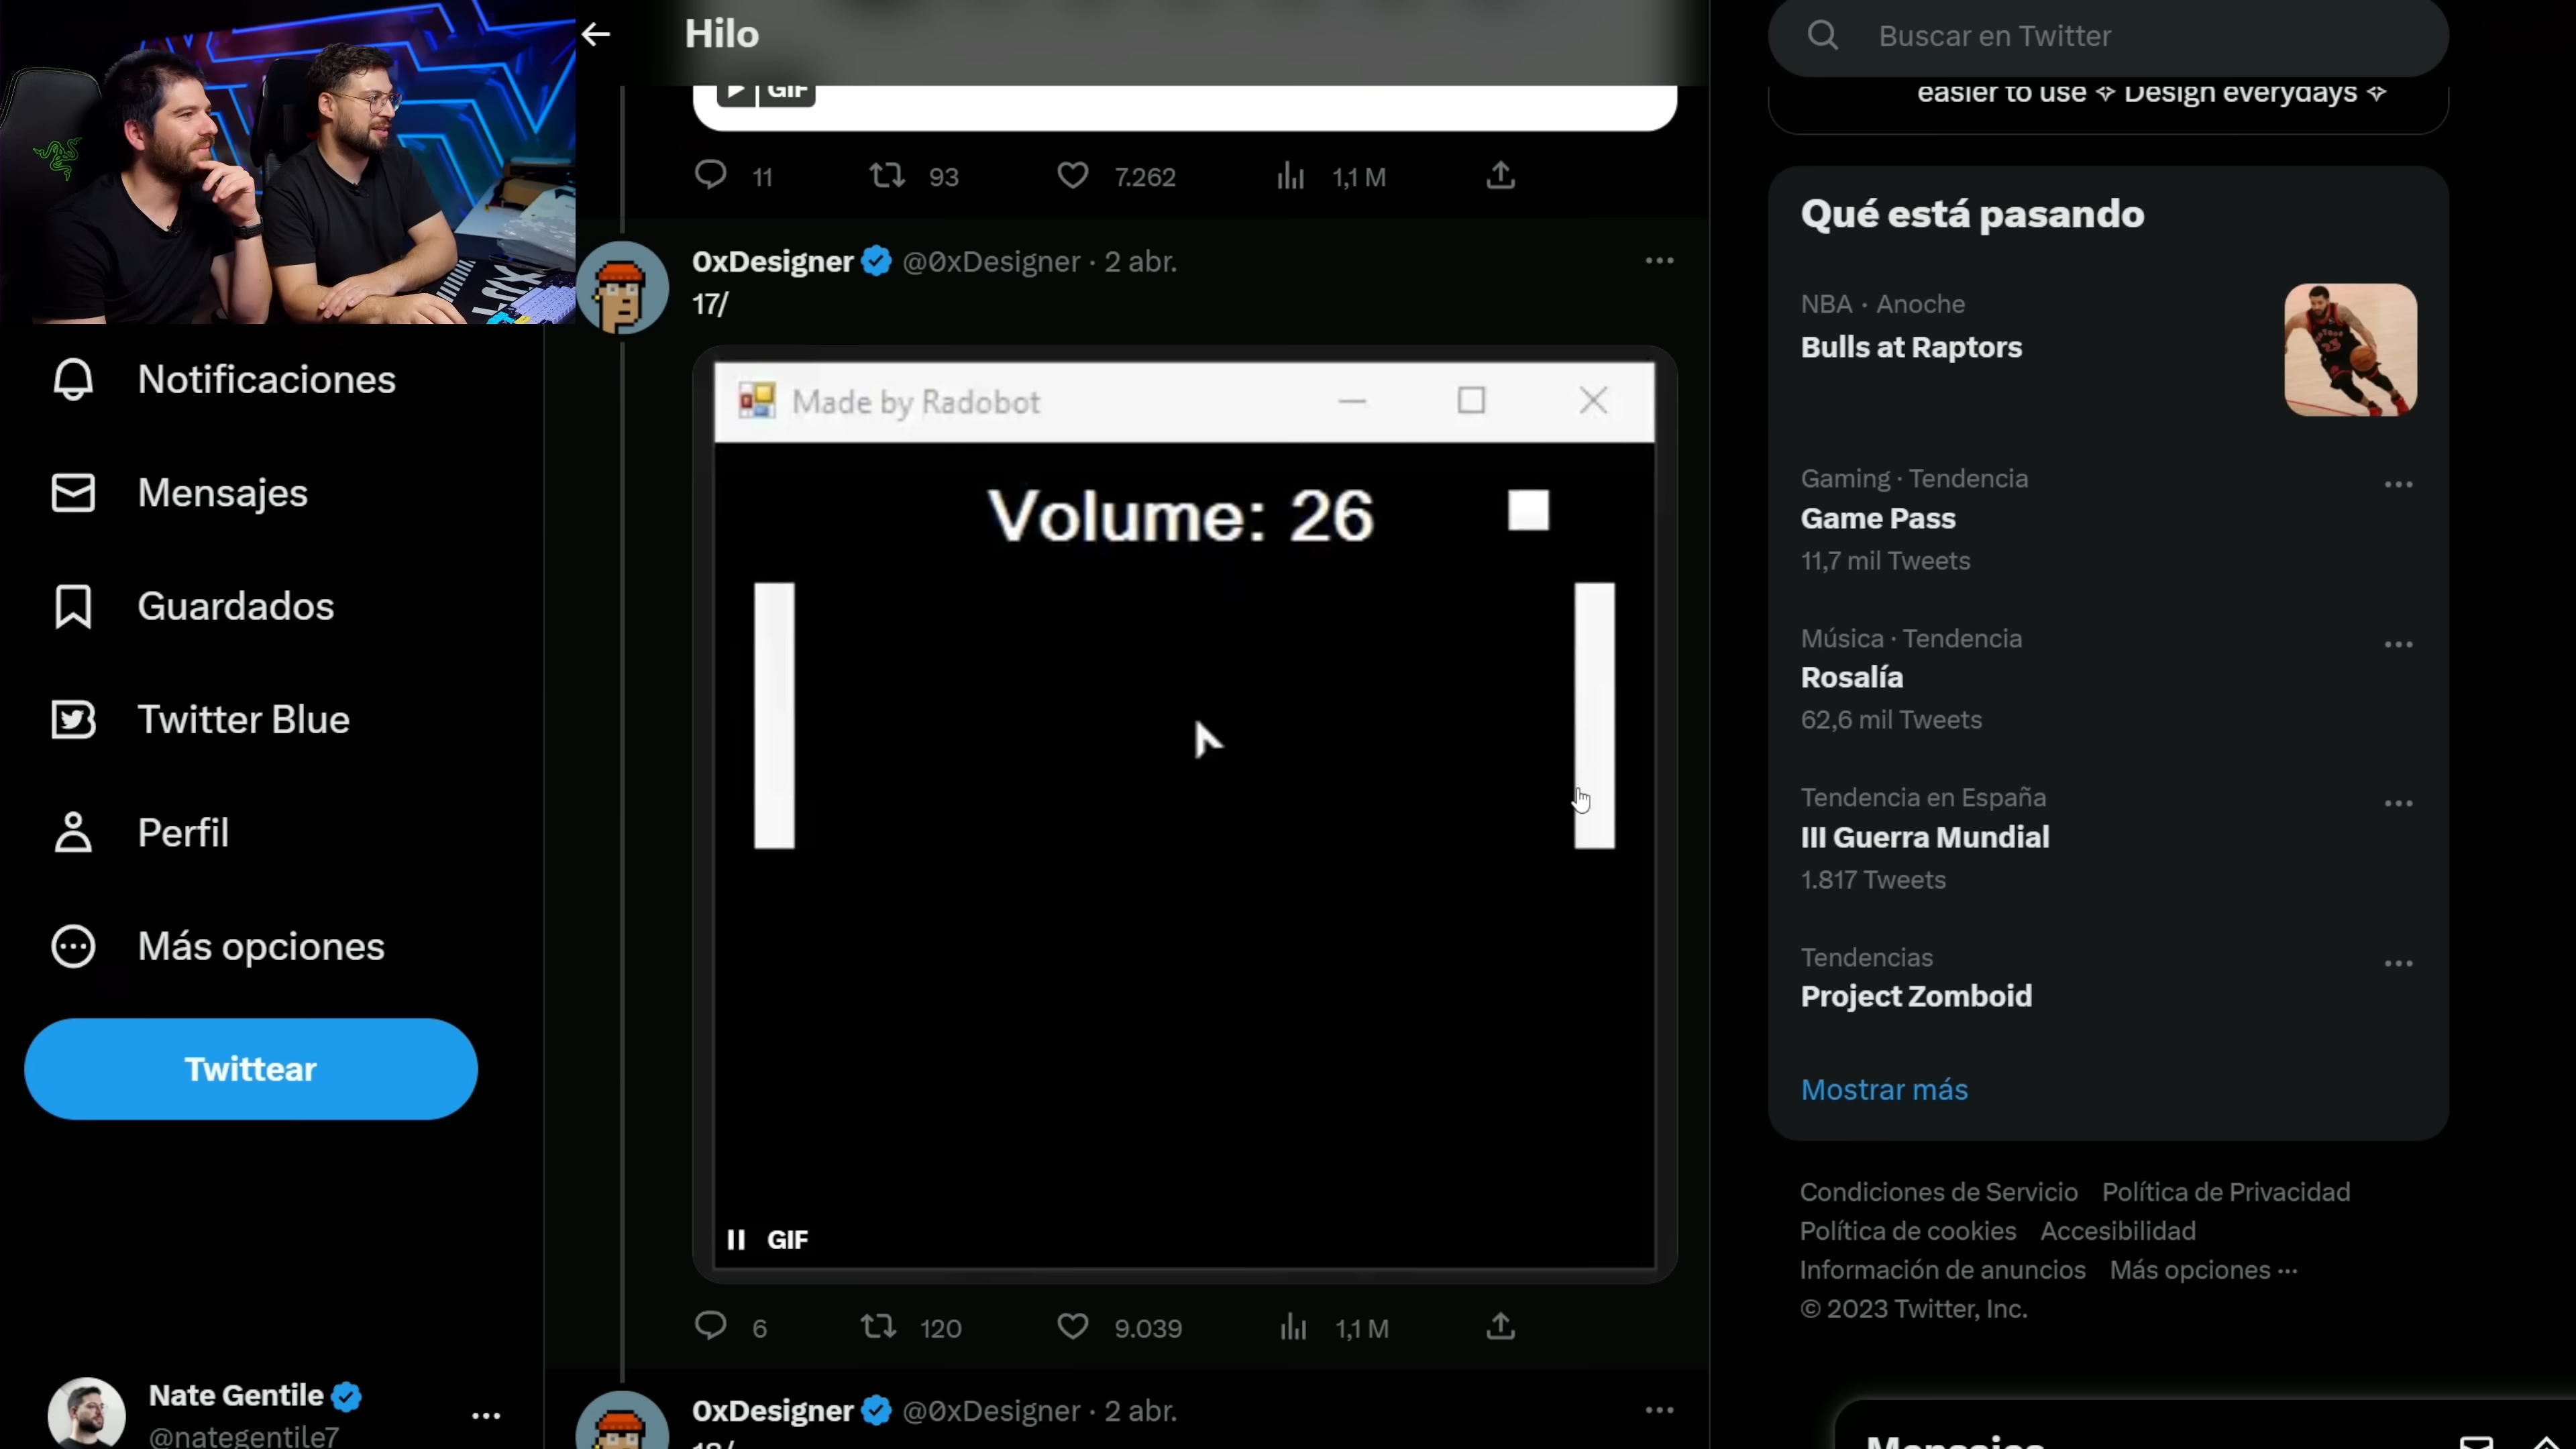 Hilo
Buscar en Twitter
easier to use ✧ Design everydays ✧
GIF
11 93 7.262 1,1 M
Qué está pasando
NBA · Anoche
Bulls at Raptors
Gaming · Tendencia
Game Pass
11,7 mil Tweets
Música · Tendencia
Rosalía
62,6 mil Tweets
Tendencia en España
III Guerra Mundial
1.817 Tweets
Tendencias
Project Zomboid
Mostrar más
0xDesigner @0xDesigner · 2 abr.
17/
Made by Radobot
Volume: 26
GIF
6 120 9.039 1,1 M
0xDesigner @0xDesigner · 2 abr.
18/
Notificaciones
Mensajes
Guardados
Twitter Blue
Perfil
Más opciones
Twittear
Nate Gentile
@nategentile7
Condiciones de Servicio Política de Privacidad
Política de cookies Accesibilidad
Información de anuncios Más opciones ···
© 2023 Twitter, Inc.
Mensajes